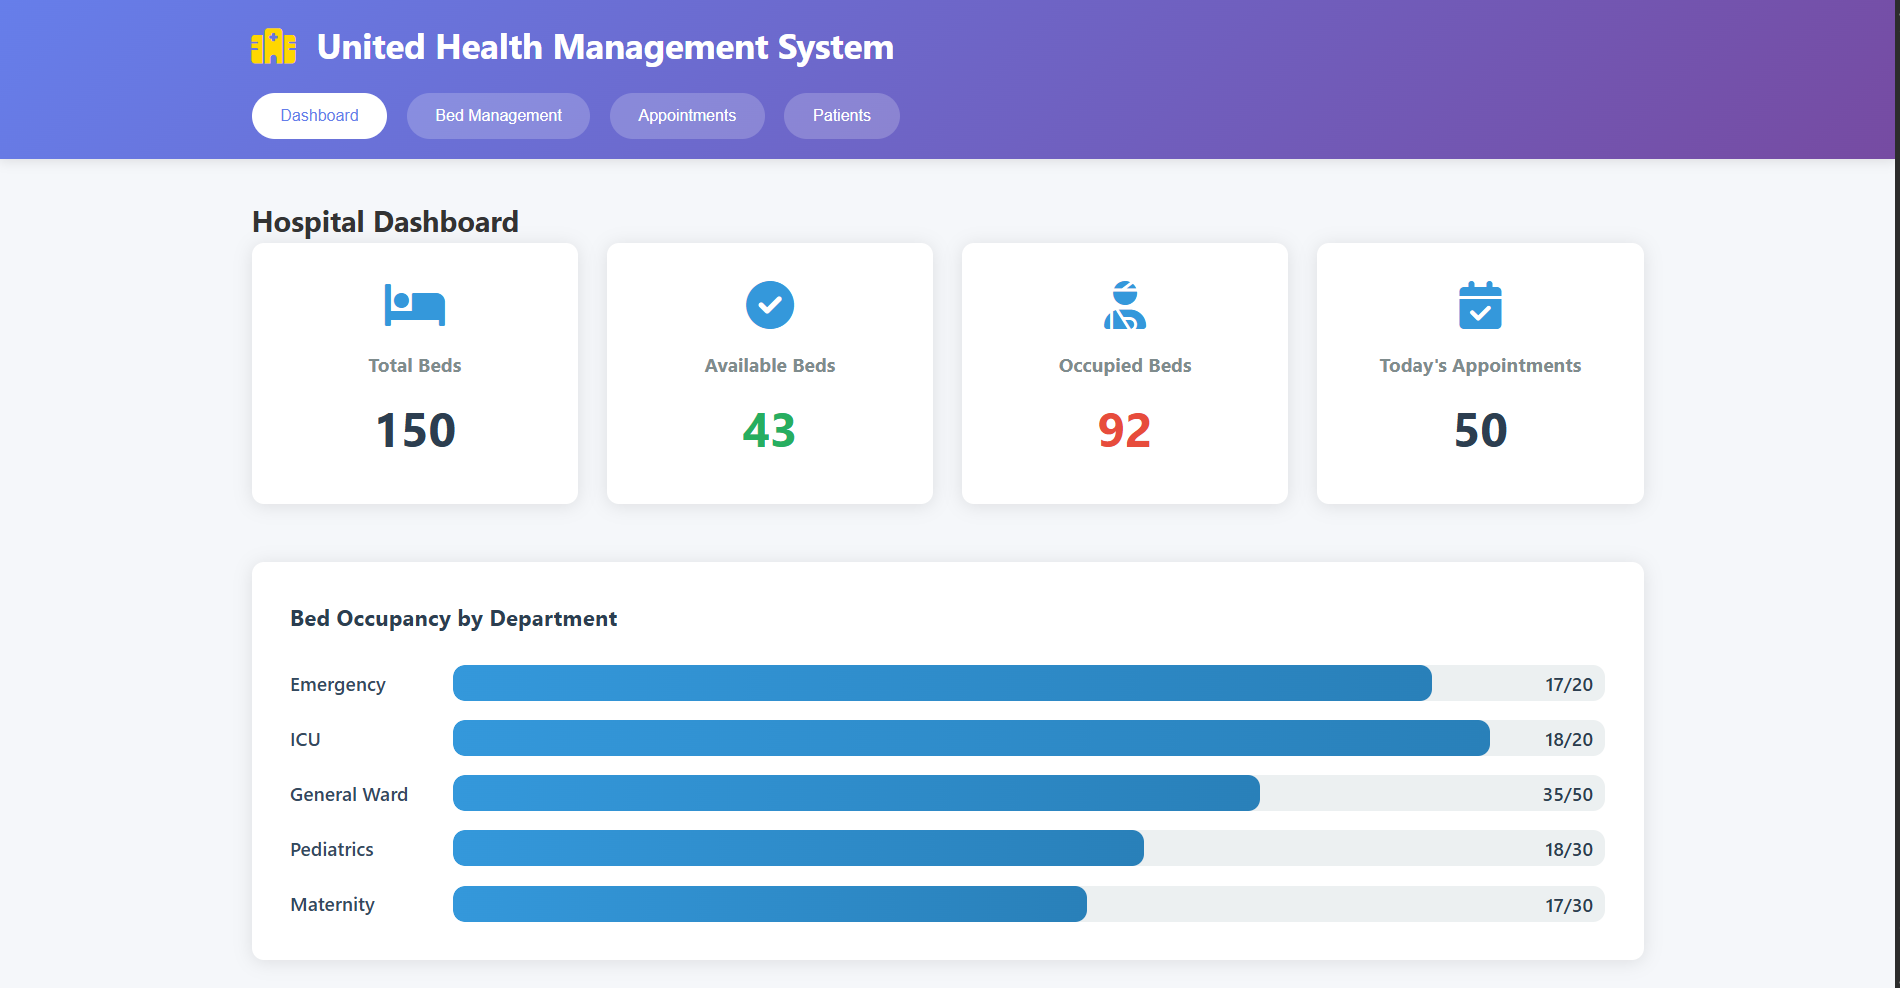 United Health Management System
Dashboard
Bed Management
Appointments
Patients
Hospital Dashboard
Total Beds
150
Available Beds
43
Occupied Beds
92
Today's Appointments
50
Bed Occupancy by Department
Emergency 17/20
ICU 18/20
General Ward 35/50
Pediatrics 18/30
Maternity 17/30